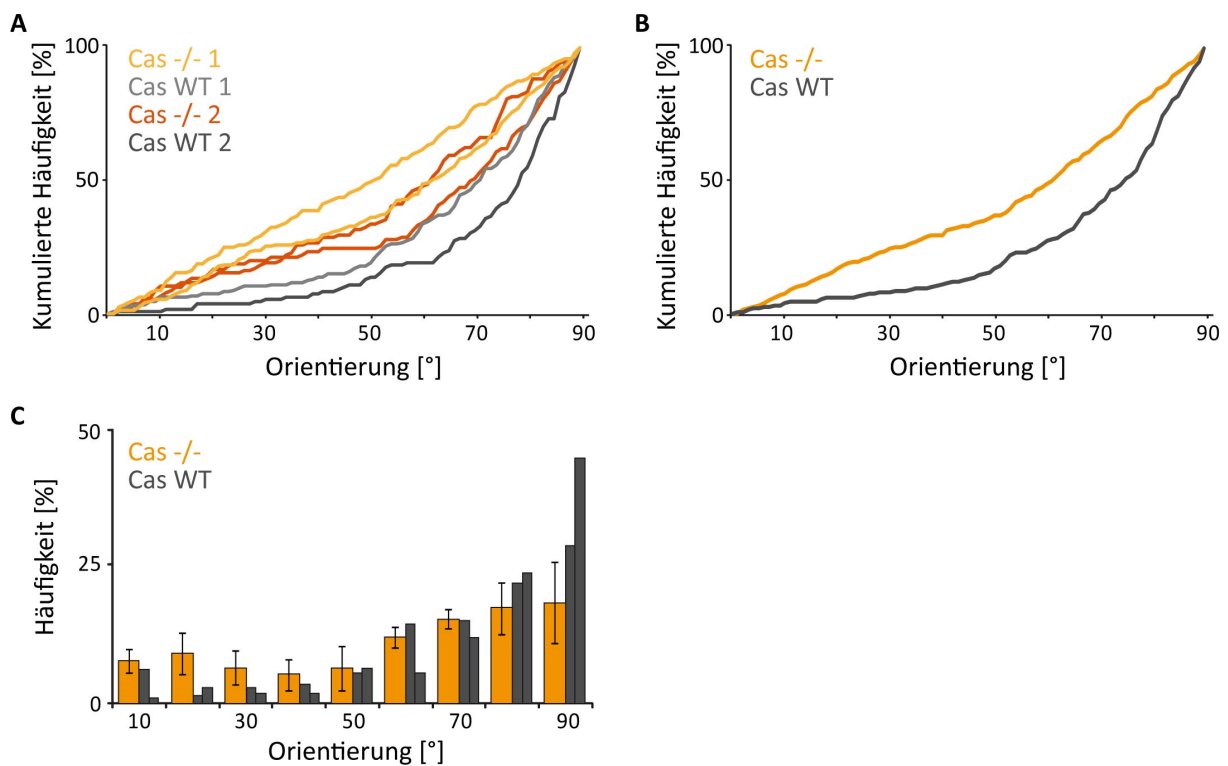 A
Kumulierte Häufigkeit [%]
100
50
0
Cas -/- 1
Cas WT 1
Cas -/- 2
Cas WT 2
10 30 50 70 90
Orientierung [°]
B
Kumulierte Häufigkeit [%]
100
50
0
Cas -/-
Cas WT
10 30 50 70 90
Orientierung [°]
C
Häufigkeit [%]
50
25
0
Cas -/-
Cas WT
10 30 50 70 90
Orientierung [°]